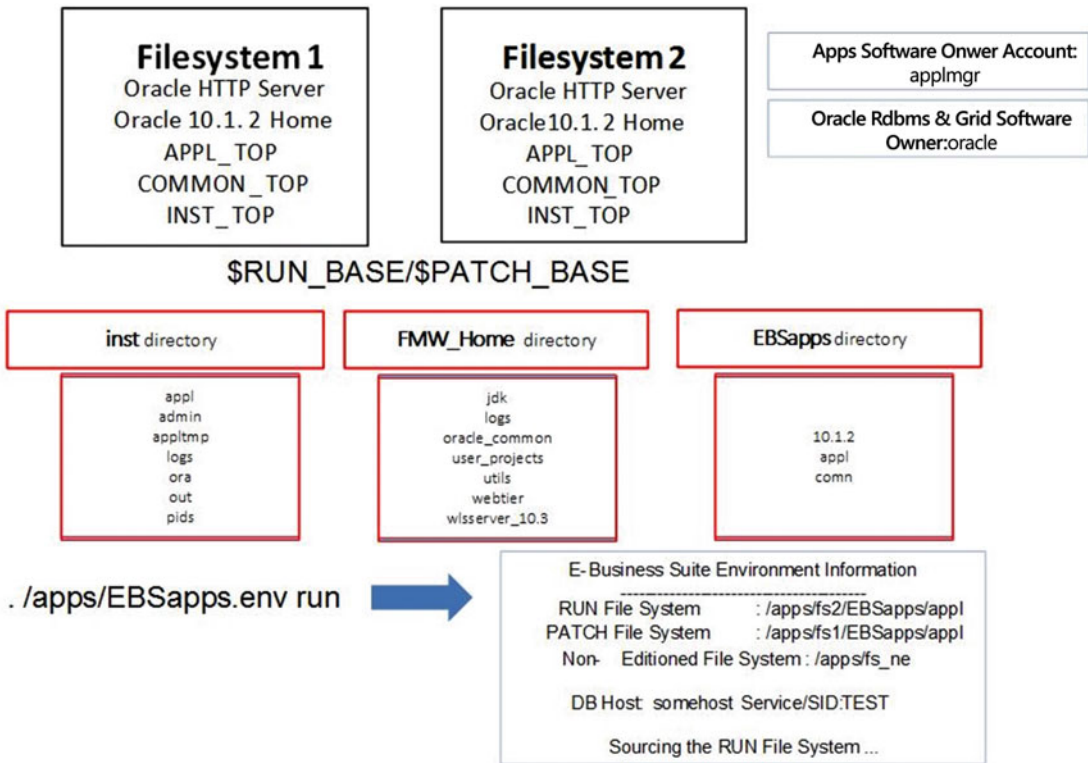 Filesystem 1
Oracle HTTP Server
Oracle 10.1.2 Home
APPL_TOP
COMMON_TOP
INST_TOP
Filesystem 2
Oracle HTTP Server
Oracle10.1.2 Home
APPL_TOP
COMMON_TOP
INST_TOP
Apps Software Onwer Account:
applmgr
Oracle Rdbms & Grid Software
Owner:oracle
$RUN_BASE/$PATCH_BASE
inst directory
appl
admin
appltmp
logs
ora
out
pids
FMW_Home directory
jdk
logs
oracle_common
user_projects
utils
webtier
wlsserver_10.3
EBSapps directory
10.1.2
appl
comn
. /apps/EBSapps.env run
E-Business Suite Environment Information
----------------------------------------
RUN File System : /apps/fs2/EBSapps/appl
PATCH File System : /apps/fs1/EBSapps/appl
Non- Editioned File System : /apps/fs_ne
DB Host: somehost Service/SID:TEST
Sourcing the RUN File System ...